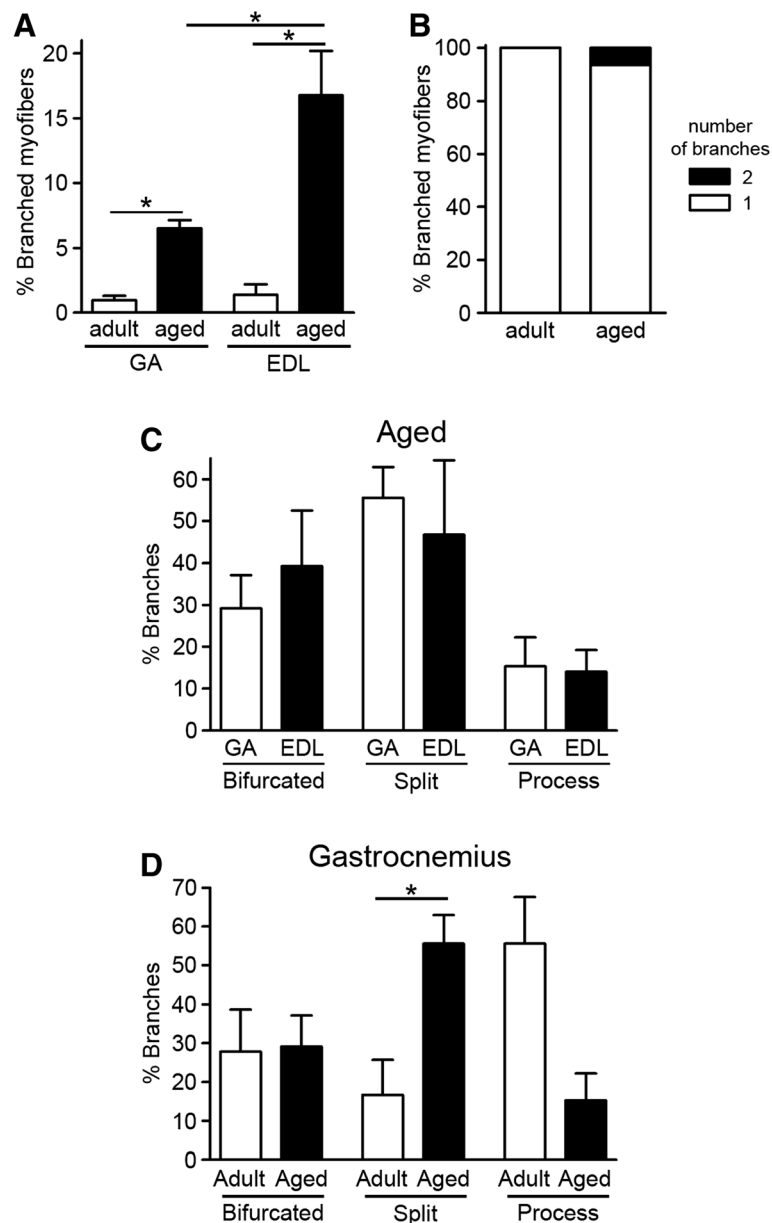 A
% Branched myofibers
20
15
10
5
0
*
*
*
adult aged adult aged
GA EDL
B
% Branched myofibers
100
80
60
40
20
0
adult aged
number
of branches
2
1
C
Aged
% Branches
60
50
40
30
20
10
0
GA EDL GA EDL GA EDL
Bifurcated Split Process
D
Gastrocnemius
% Branches
70
60
50
40
30
20
10
0
*
Adult Aged Adult Aged Adult Aged
Bifurcated Split Process